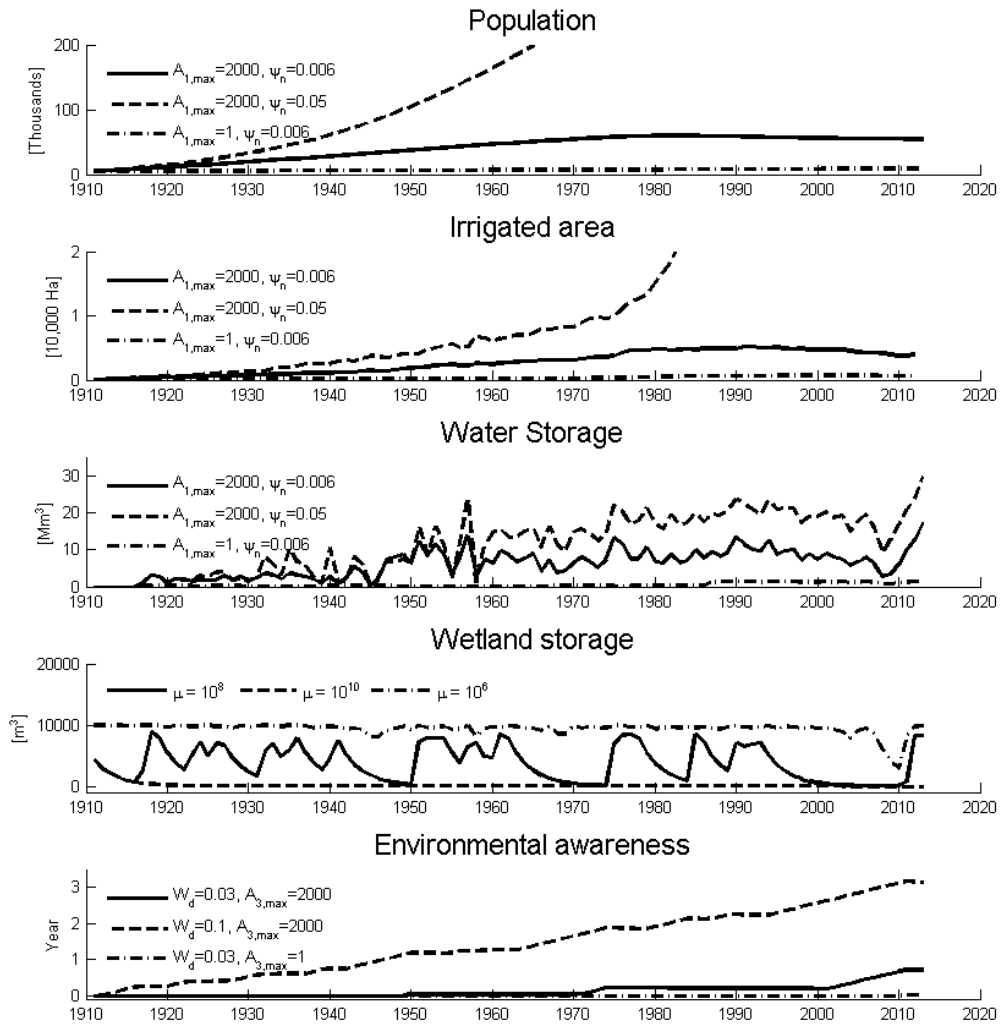 Population
200
100
0
[Thousands]
A1,max=2000, ψn=0.006
A1,max=2000, ψn=0.05
A1,max=1, ψn=0.006
1910 1920 1930 1940 1950 1960 1970 1980 1990 2000 2010 2020
Irrigated area
2
1
0
[10,000 Ha]
A1,max=2000, ψn=0.006
A1,max=2000, ψn=0.05
A1,max=1, ψn=0.006
1910 1920 1930 1940 1950 1960 1970 1980 1990 2000 2010 2020
Water Storage
30
20
10
0
[Mm³]
A1,max=2000, ψn=0.006
A1,max=2000, ψn=0.05
A1,max=1, ψn=0.006
1910 1920 1930 1940 1950 1960 1970 1980 1990 2000 2010 2020
Wetland storage
20000
10000
0
[m³]
μ = 10⁸ μ = 10¹⁰ μ = 10⁶
1910 1920 1930 1940 1950 1960 1970 1980 1990 2000 2010 2020
Environmental awareness
3
2
1
0
Year
Wd=0.03, A3,max=2000
Wd=0.1, A3,max=2000
Wd=0.03, A3,max=1
1910 1920 1930 1940 1950 1960 1970 1980 1990 2000 2010 2020